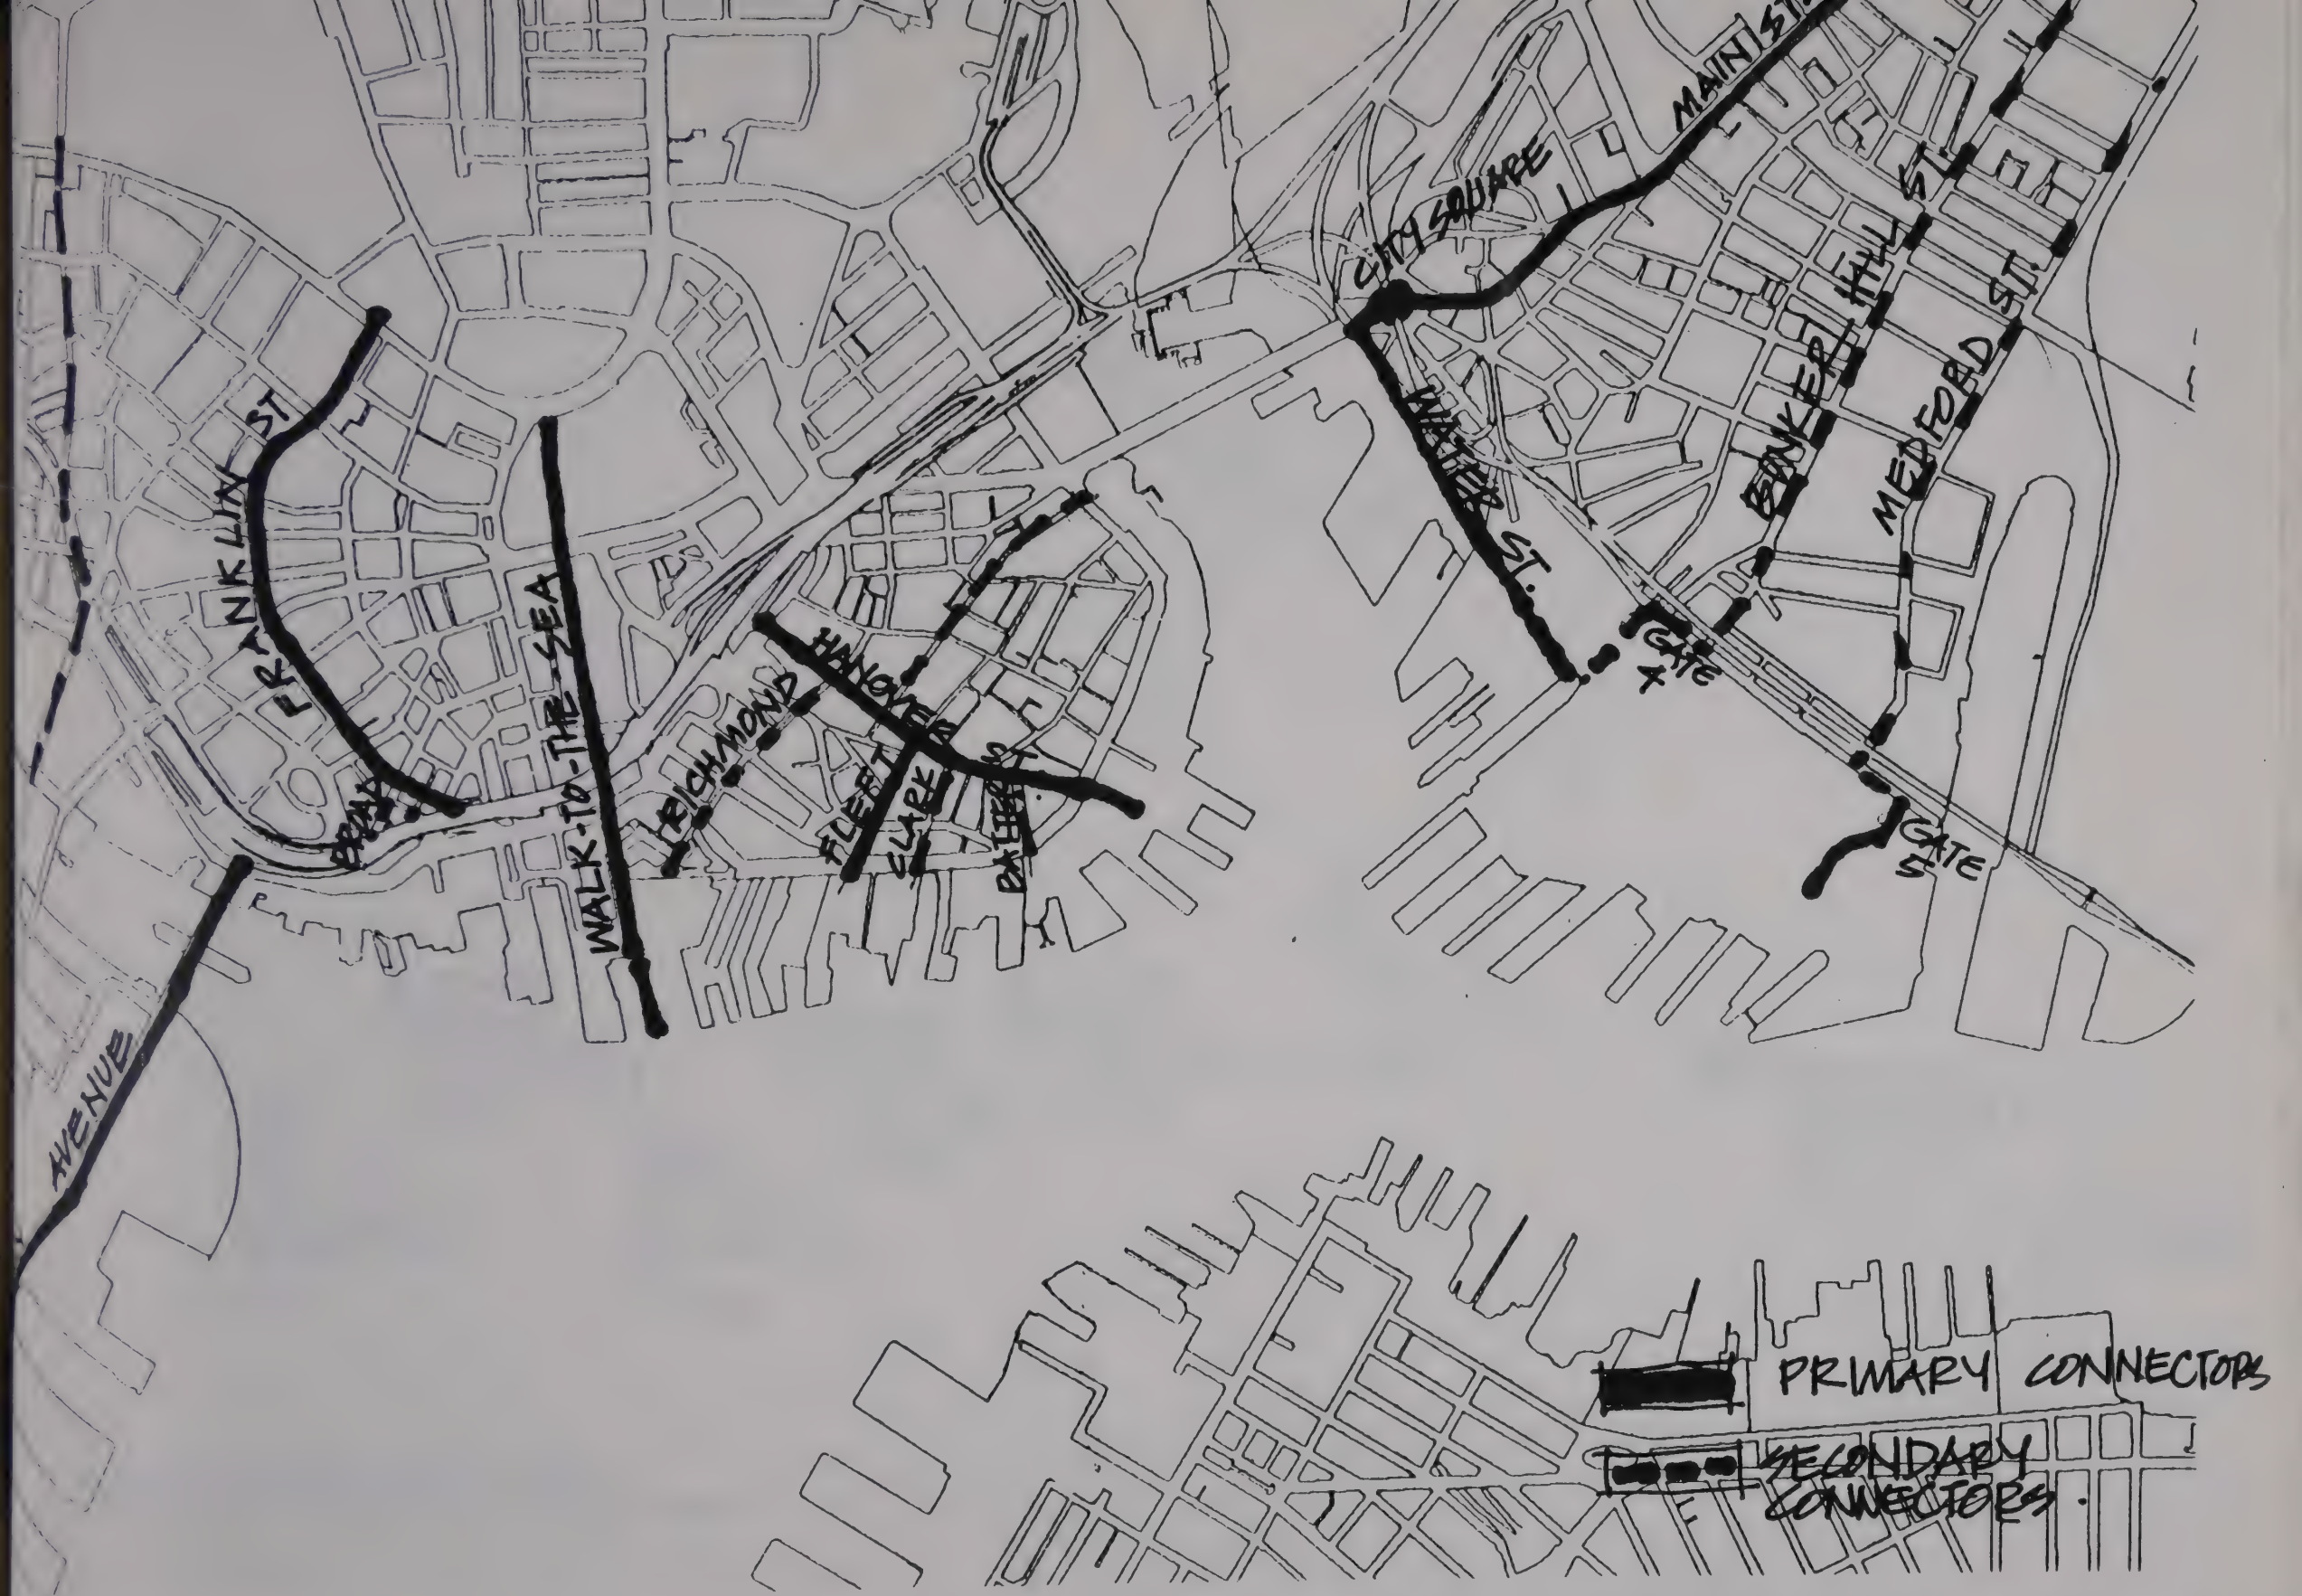 MAIN ST.
CITY SQUARE
BUNKER HILL ST.
MEDFORD ST.
WATER ST.
FRANKLIN ST
WALK-TO-THE-SEA
HANOVER
RICHMOND
FLEET
CLARK
BROAD
GATE
4
GATE
5
AVENUE
PRIMARY CONNECTORS
SECONDARY
CONNECTORS